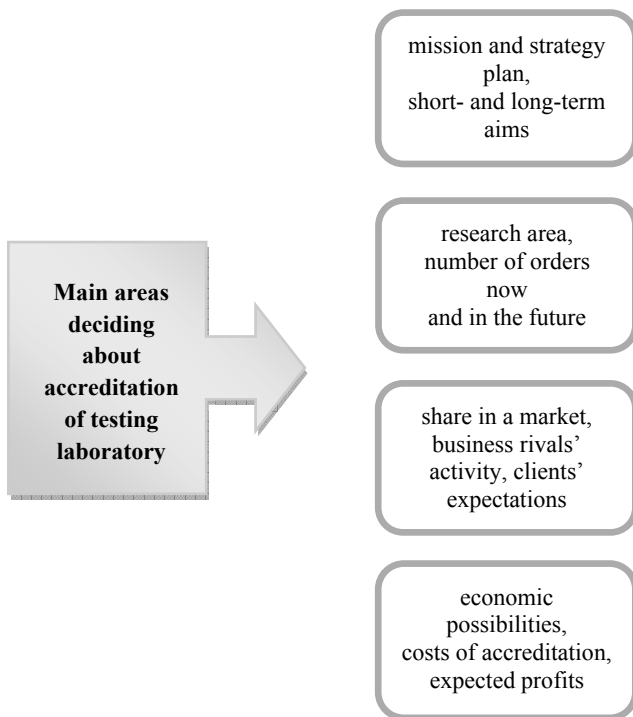 mission and strategy
plan,
short- and long-term
aims
research area,
number of orders
now
and in the future
Main areas
deciding
about
accreditation
of testing
laboratory
share in a market,
business rivals’
activity, clients’
expectations
economic
possibilities,
costs of accreditation,
expected profits